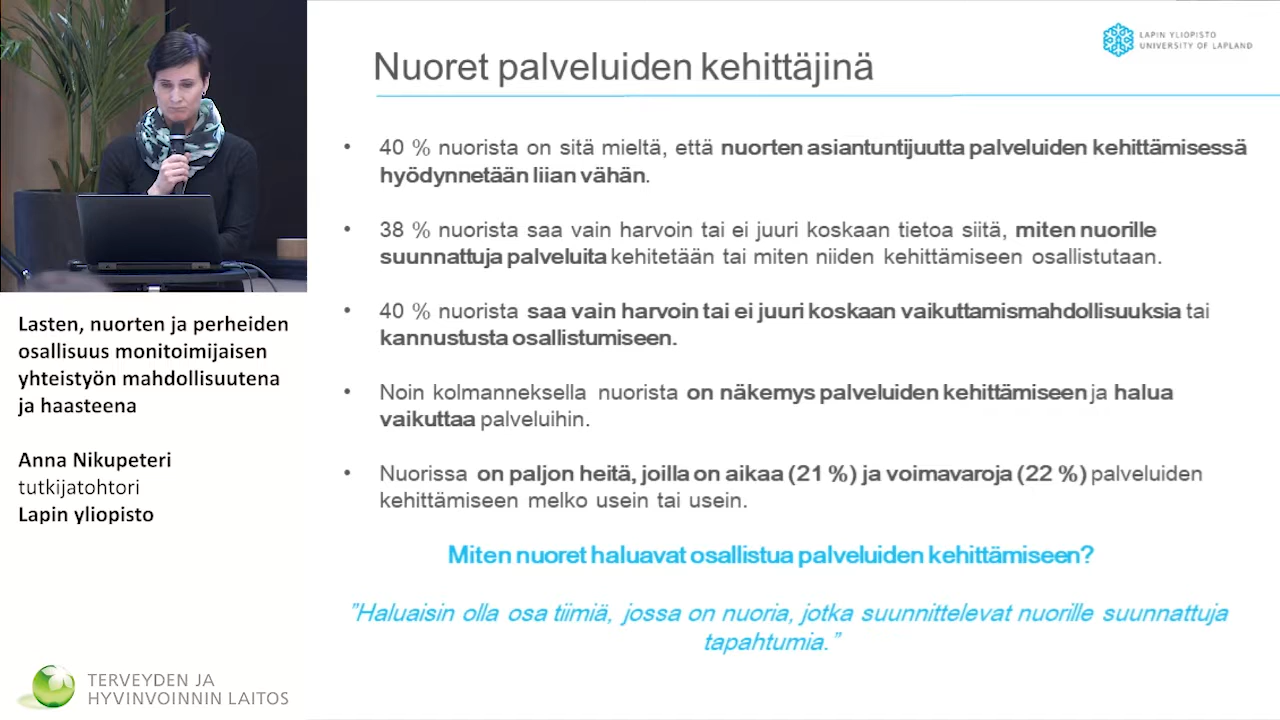 LAPIN YLIOPISTO
UNIVERSITY OF LAPLAND
Nuoret palveluiden kehittäjinä
• 40 % nuorista on sitä mieltä, että nuorten asiantuntijuutta palveluiden kehittämisessä
hyödynnetään liian vähän.
• 38 % nuorista saa vain harvoin tai ei juuri koskaan tietoa siitä, miten nuorille
suunnattuja palveluita kehitetään tai miten niiden kehittämiseen osallistutaan.
• 40 % nuorista saa vain harvoin tai ei juuri koskaan vaikuttamismahdollisuuksia tai
kannustusta osallistumiseen.
• Noin kolmanneksella nuorista on näkemys palveluiden kehittämiseen ja halua
vaikuttaa palveluihin.
• Nuorissa on paljon heitä, joilla on aikaa (21 %) ja voimavaroja (22 %) palveluiden
kehittämiseen melko usein tai usein.
Miten nuoret haluavat osallistua palveluiden kehittämiseen?
"Haluaisin olla osa tiimiä, jossa on nuoria, jotka suunnittelevat nuorille suunnattuja
tapahtumia."
Lasten, nuorten ja perheiden
osallisuus monitoimijaisen
yhteistyön mahdollisuutena
ja haasteena
Anna Nikupeteri
tutkijatohtori
Lapin yliopisto
TERVEYDEN JA
HYVINVOINNIN LAITOS